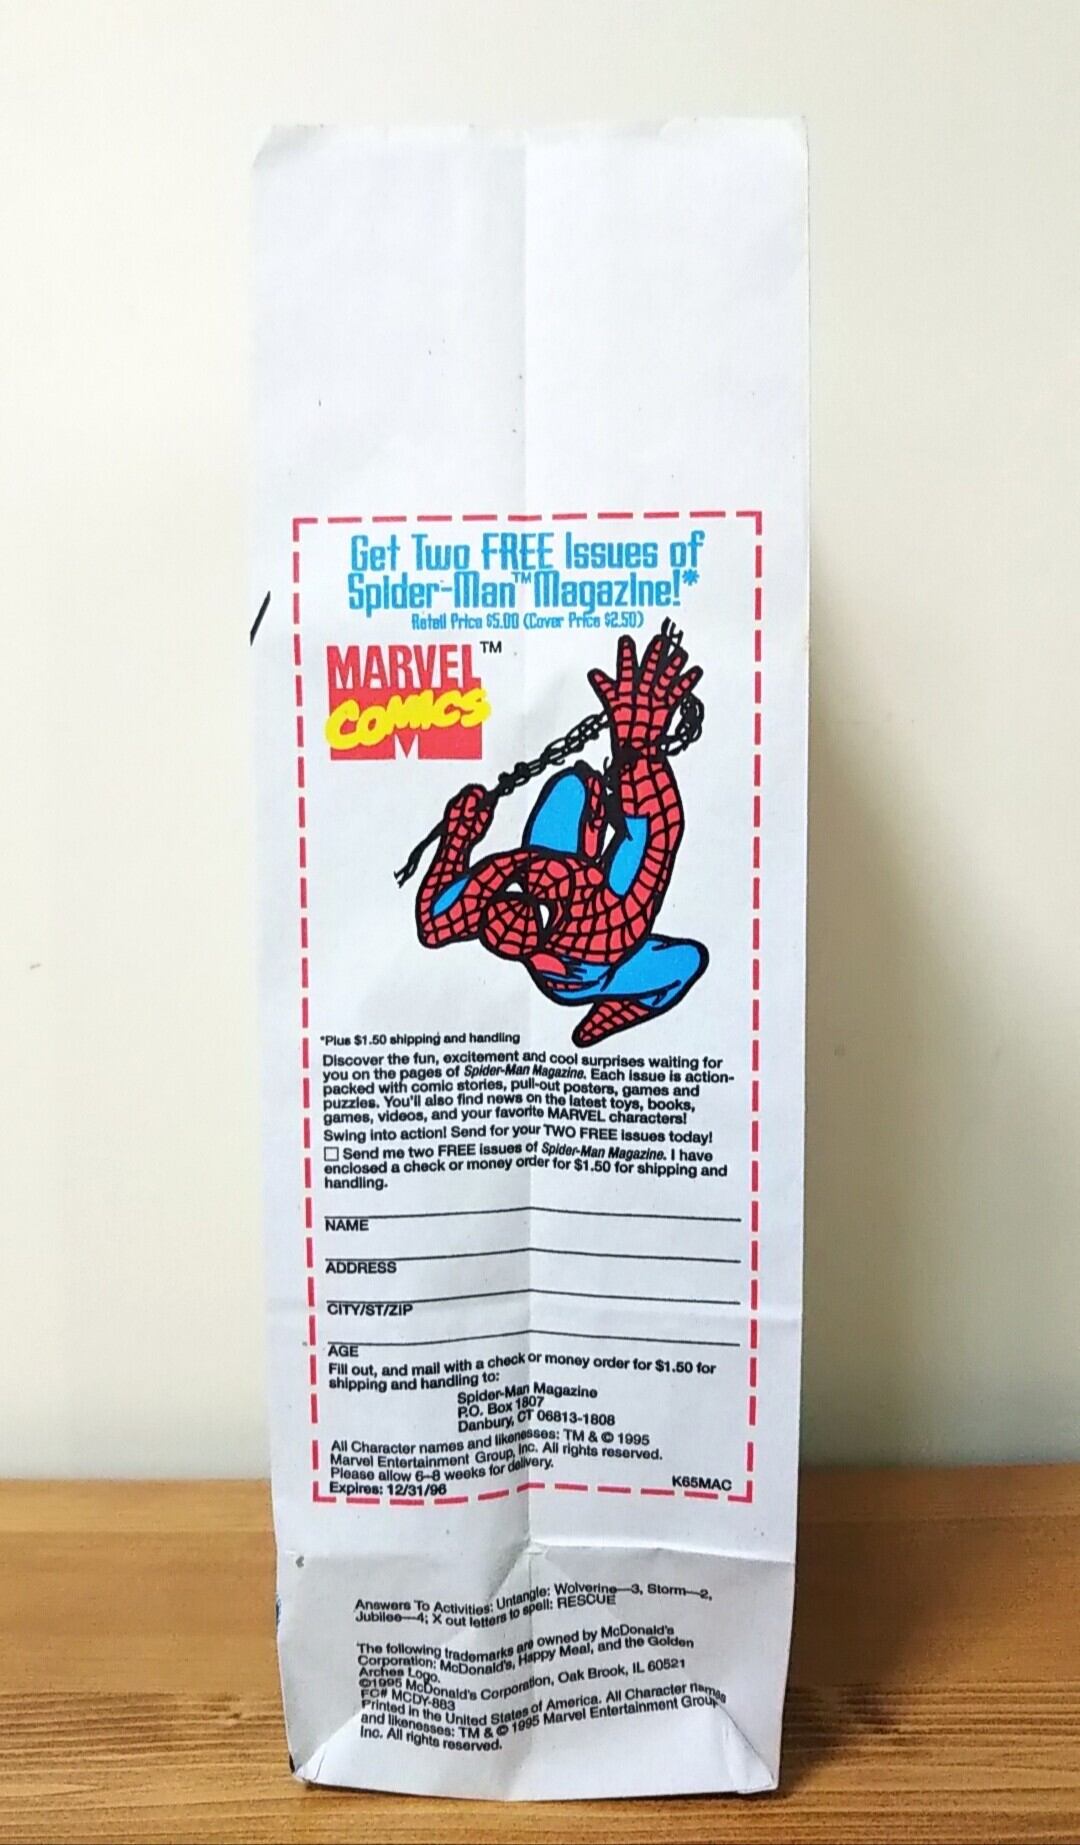 Get Two FREE Issues of
Spider-Man™ Magazine!*
Retail Price $5.00 (Cover Price $2.50)
MARVEL™
COMICS
*Plus $1.50 shipping and handling
Discover the fun, excitement and cool surprises waiting for
you on the pages of Spider-Man Magazine. Each issue is action-
packed with comic stories, pull-out posters, games and
puzzles. You'll also find news on the latest toys, books,
games, videos, and your favorite MARVEL characters!
Swing into action! Send for your TWO FREE issues today!
☐ Send me two FREE issues of Spider-Man Magazine. I have
enclosed a check or money order for $1.50 for shipping and
handling.
NAME
ADDRESS
CITY/ST/ZIP
AGE
Fill out, and mail with a check or money order for $1.50 for
shipping and handling to:
Spider-Man Magazine
P.O. Box 1807
Danbury, CT 06813-1808
All Character names and likenesses: TM & © 1995
Marvel Entertainment Group, Inc. All rights reserved.
Please allow 6–8 weeks for delivery.
Expires: 12/31/96
K65MAC
Answers To Activities: Untangle: Wolverine—3, Storm—2,
Jubilee—4; X out letters to spell: RESCUE
The following trademarks are owned by McDonald's
Corporation: McDonald's, Happy Meal, and the Golden
Arches Logo.
©1995 McDonald's Corporation, Oak Brook, IL 60521
FC# MCDY-883
Printed in the United States of America. All Character names
and likenesses: TM & © 1995 Marvel Entertainment Group,
Inc. All rights reserved.